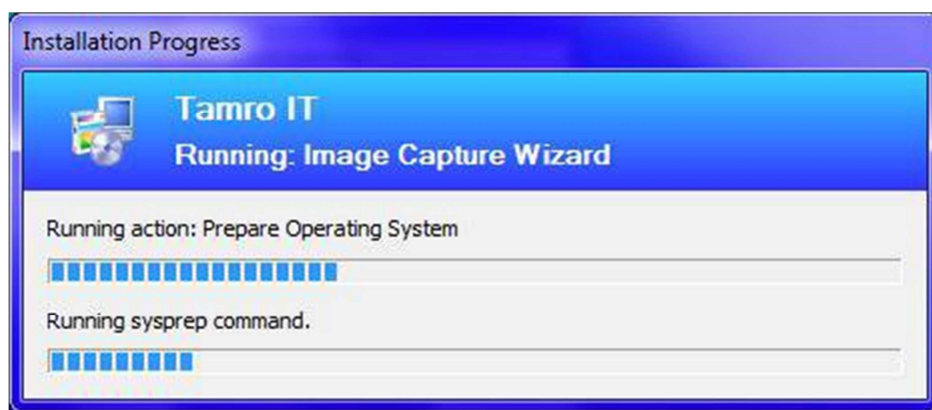 Installation Progress
Tamro IT
Running: Image Capture Wizard
Running action: Prepare Operating System
Running sysprep command.